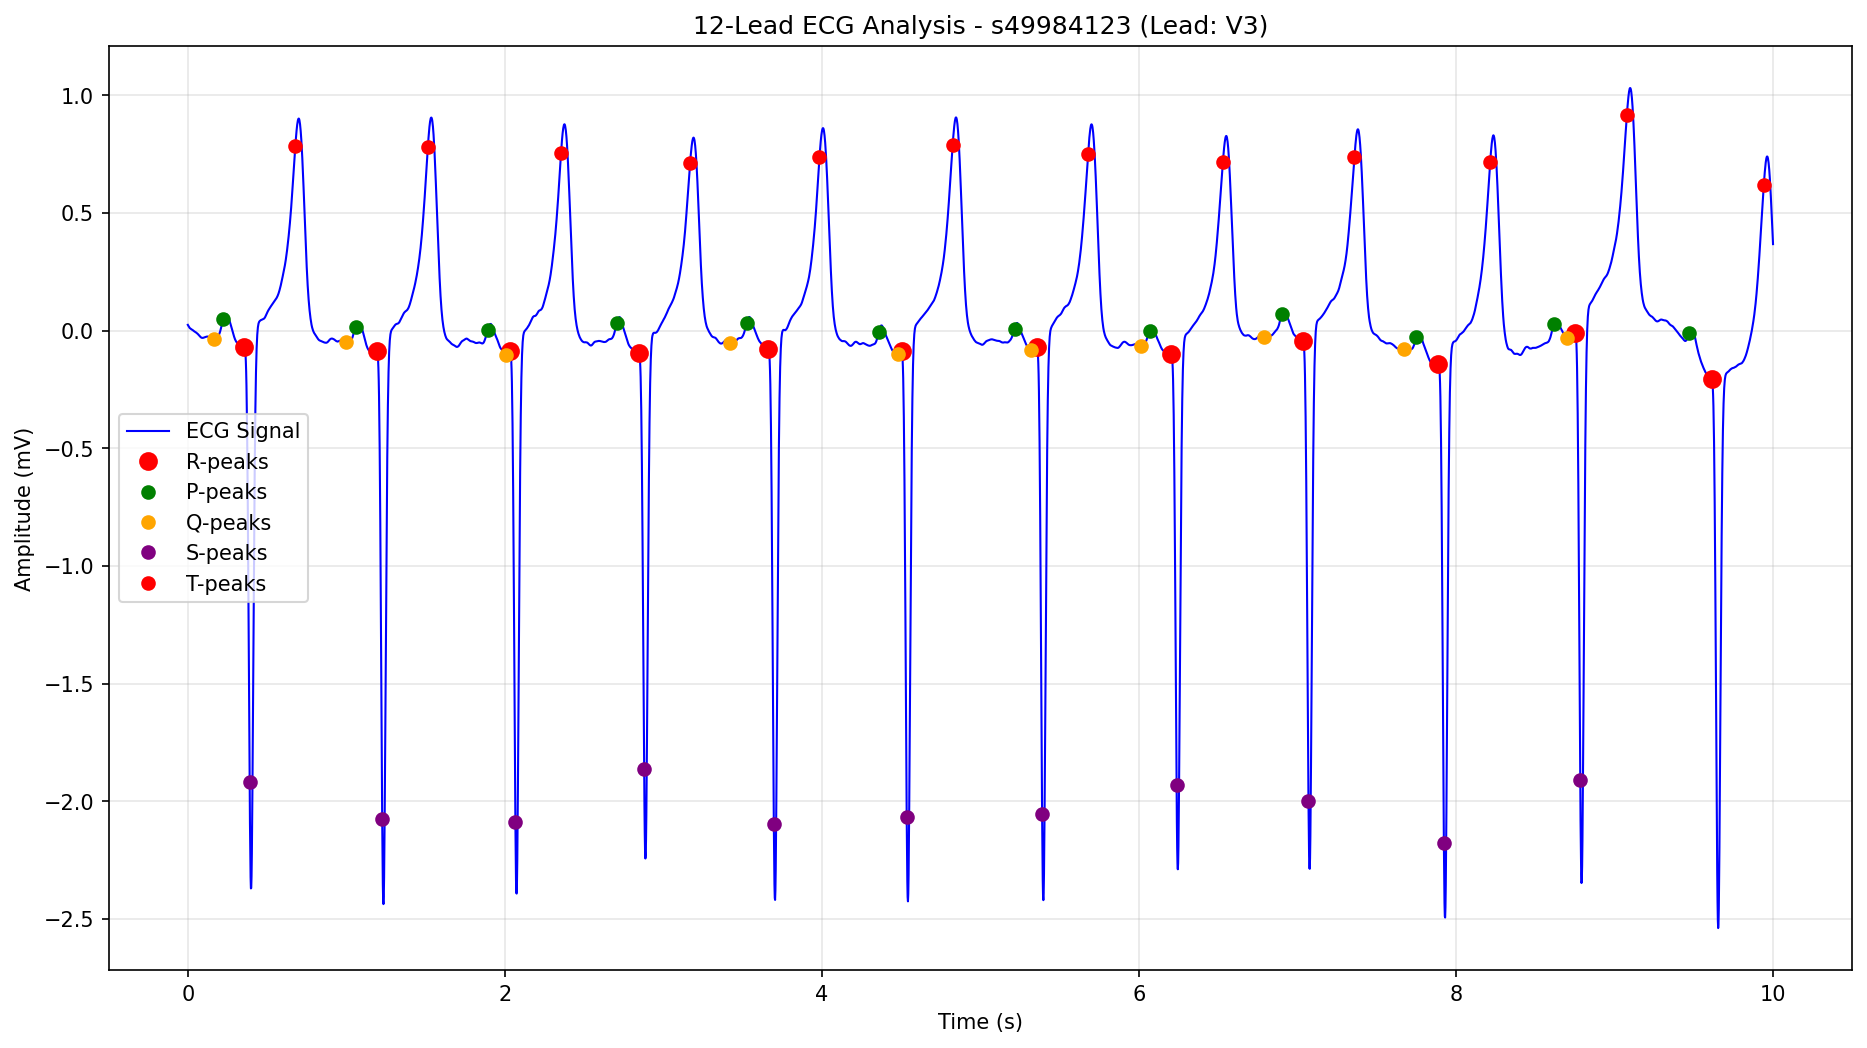 12-Lead ECG Analysis - s49984123 (Lead: V3)
1.0
0.5
0.0
−0.5
−1.0
−1.5
−2.0
−2.5
Amplitude (mV)
ECG Signal
R-peaks
P-peaks
Q-peaks
S-peaks
T-peaks
0 2 4 6 8 10
Time (s)